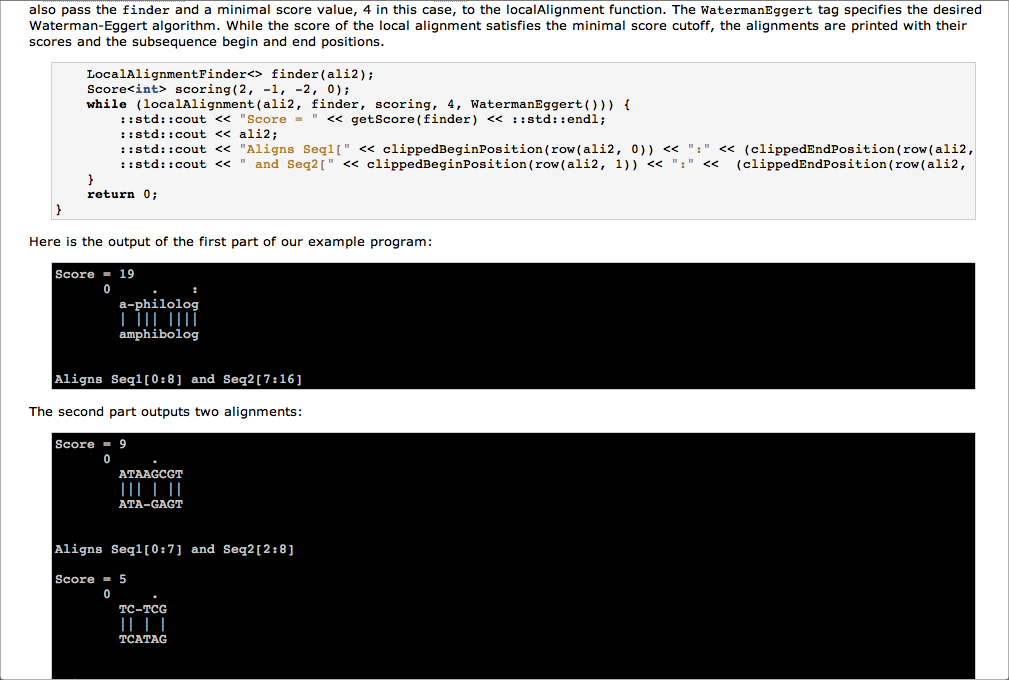 also pass the finder and a minimal score value, 4 in this case, to the localAlignment function. The WatermanEggert tag specifies the desired
Waterman-Eggert algorithm. While the score of the local alignment satisfies the minimal score cutoff, the alignments are printed with their
scores and the subsequence begin and end positions.
LocalAlignmentFinder<> finder(ali2);
Score<int> scoring(2, -1, -2, 0);
while (localAlignment(ali2, finder, scoring, 4, WatermanEggert())) {
::std::cout << "Score = " << getScore(finder) << ::std::endl;
::std::cout << ali2;
::std::cout << "Aligns Seq1[" << clippedBeginPosition(row(ali2, 0)) << ":" << (clippedEndPosition(row(ali2,
::std::cout << " and Seq2[" << clippedBeginPosition(row(ali2, 1)) << ":" <<  (clippedEndPosition(row(ali2,
}
return 0;
}
Here is the output of the first part of our example program:
Score = 19
0     .    :
a-philolog
| ||| ||||
amphibolog
Aligns Seq1[0:8] and Seq2[7:16]
The second part outputs two alignments:
Score = 9
0     .
ATAAGCGT
||| | ||
ATA-GAGT
Aligns Seq1[0:7] and Seq2[2:8]
Score = 5
0     .
TC-TCG
|| | |
TCATAG